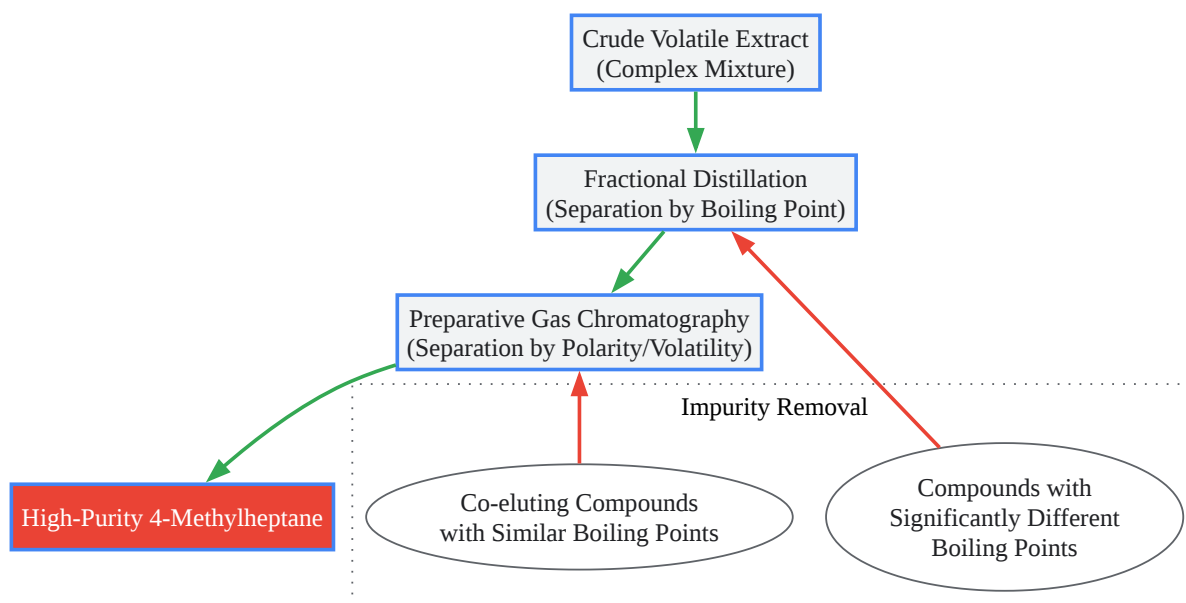 Crude Volatile Extract
(Complex Mixture)
Fractional Distillation
(Separation by Boiling Point)
Preparative Gas Chromatography
(Separation by Polarity/Volatility)
Impurity Removal
High-Purity 4-Methylheptane
Co-eluting Compounds
with Similar Boiling Points
Compounds with
Significantly Different
Boiling Points